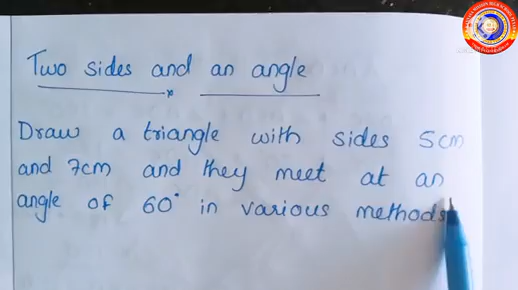 Two sides and an angle
Draw a triangle with sides 5cm
and 7cm and they meet at an
angle of 60° in various methods